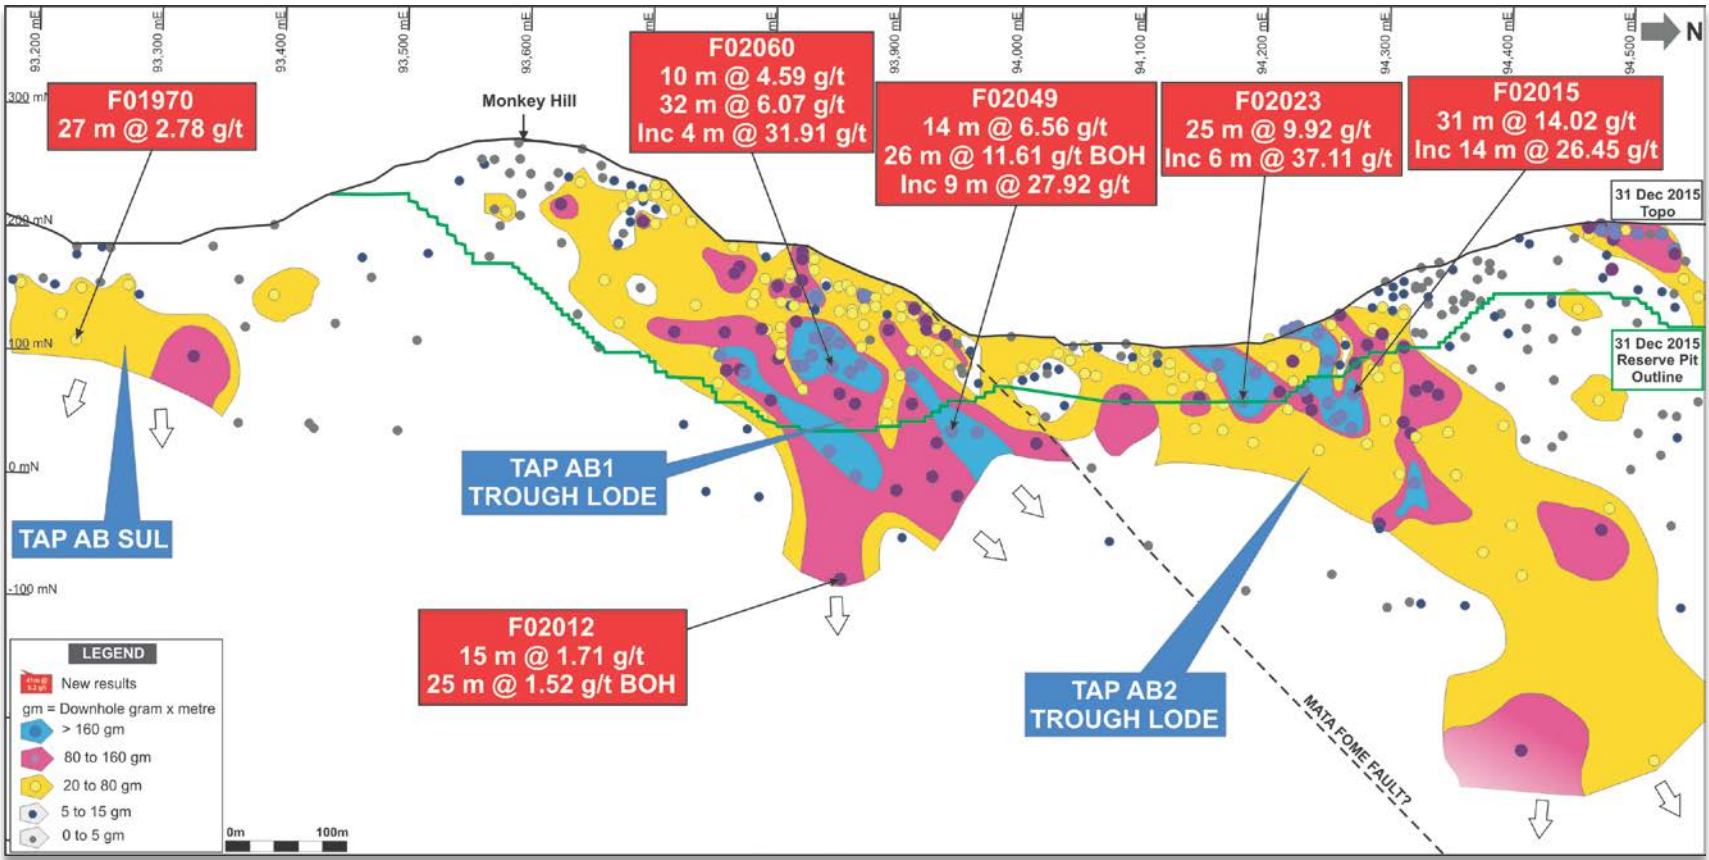 93,200 mE
93,300 mE
93,400 mE
93,500 mE
93,600 mE
mE
mE
93,900 mE
94,000 mE
94,100 mE
94,200 mE
94,300 mE
94,400 mE
94,500 mE
N
300 mN
200 mN
100 mN
0 mN
-100 mN
F01970
27 m @ 2.78 g/t
Monkey Hill
F02060
10 m @ 4.59 g/t
32 m @ 6.07 g/t
Inc 4 m @ 31.91 g/t
F02049
14 m @ 6.56 g/t
26 m @ 11.61 g/t BOH
Inc 9 m @ 27.92 g/t
F02023
25 m @ 9.92 g/t
Inc 6 m @ 37.11 g/t
F02015
31 m @ 14.02 g/t
Inc 14 m @ 26.45 g/t
31 Dec 2015
Topo
31 Dec 2015
Reserve Pit
Outline
TAP AB SUL
TAP AB1
TROUGH LODE
F02012
15 m @ 1.71 g/t
25 m @ 1.52 g/t BOH
TAP AB2
TROUGH LODE
MATA FOME FAULT?
LEGEND
New results
gm = Downhole gram x metre
> 160 gm
80 to 160 gm
20 to 80 gm
5 to 15 gm
0 to 5 gm
0m
100m